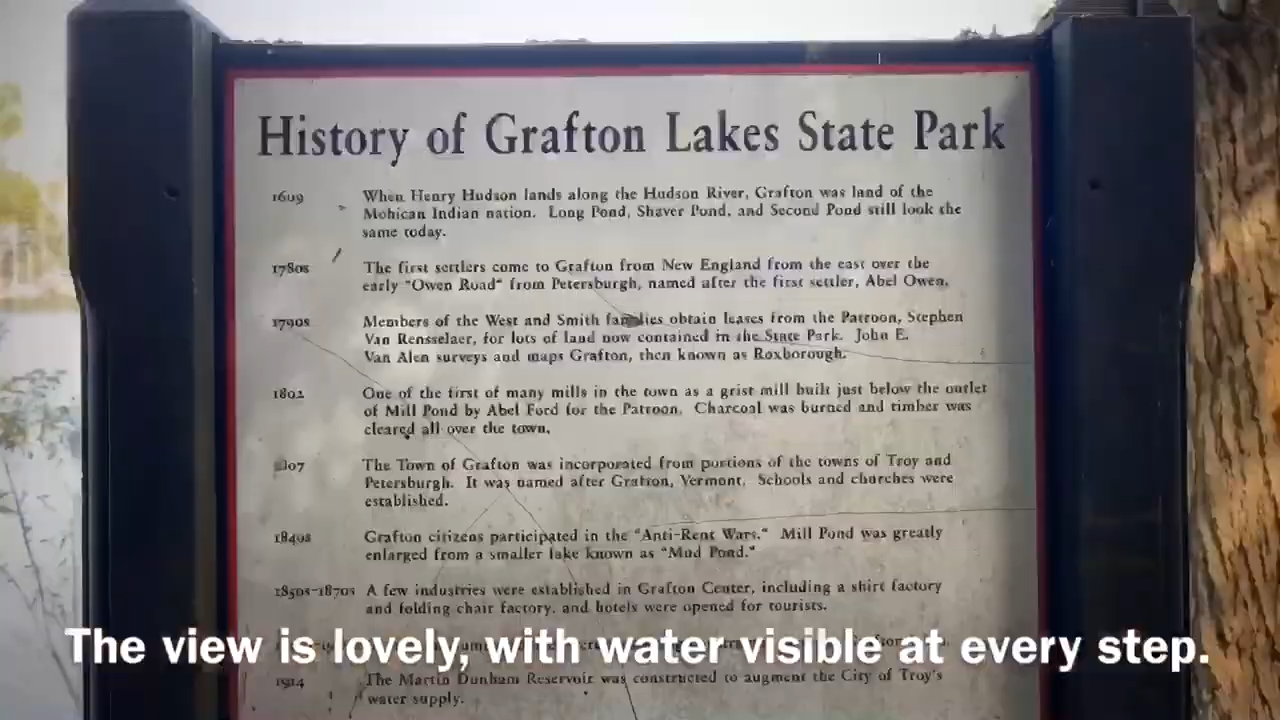 History of Grafton Lakes State Park
1609 When Henry Hudson lands along the Hudson River, Grafton was land of the
Mohican Indian nation. Long Pond, Shaver Pond, and Second Pond still look the
same today.
1780s The first settlers come to Grafton from New England from the east over the
early "Owen Road" from Petersburgh, named after the first settler, Abel Owen.
1790s Members of the West and Smith families obtain leases from the Patroon, Stephen
Van Rensselaer, for lots of land now contained in the State Park. John E.
Van Alen surveys and maps Grafton, then known as Roxborough.
1802 One of the first of many mills in the town as a grist mill built just below the outlet
of Mill Pond by Abel Ford for the Patroon. Charcoal was burned and timber was
cleared all over the town.
1807 The Town of Grafton was incorporated from portions of the towns of Troy and
Petersburgh. It was named after Grafton, Vermont. Schools and churches were
established.
1840s Grafton citizens participated in the "Anti-Rent Wars." Mill Pond was greatly
enlarged from a smaller lake known as "Mud Pond."
1850s-1870s A few industries were established in Grafton Center, including a shirt factory
and folding chair factory, and hotels were opened for tourists.
The view is lovely, with water visible at every step.
1914 The Martin Dunham Reservoir was constructed to augment the City of Troy's
water supply.